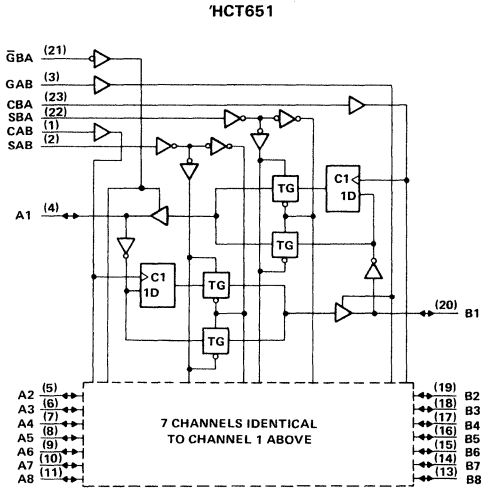 'HCT651
G̅BA (21)
GAB (3)
CBA (23)
SBA (22)
CAB (1)
SAB (2)
TG C1
1D
A1 (4)
TG
C1 TG
1D
(20) B1
TG
A2 (5) (19) B2
A3 (6) (18) B3
A4 (7) 7 CHANNELS IDENTICAL (17) B4
A5 (8) TO CHANNEL 1 ABOVE (16) B5
A6 (9) (15) B6
A7 (10) (14) B7
A8 (11) (13) B8